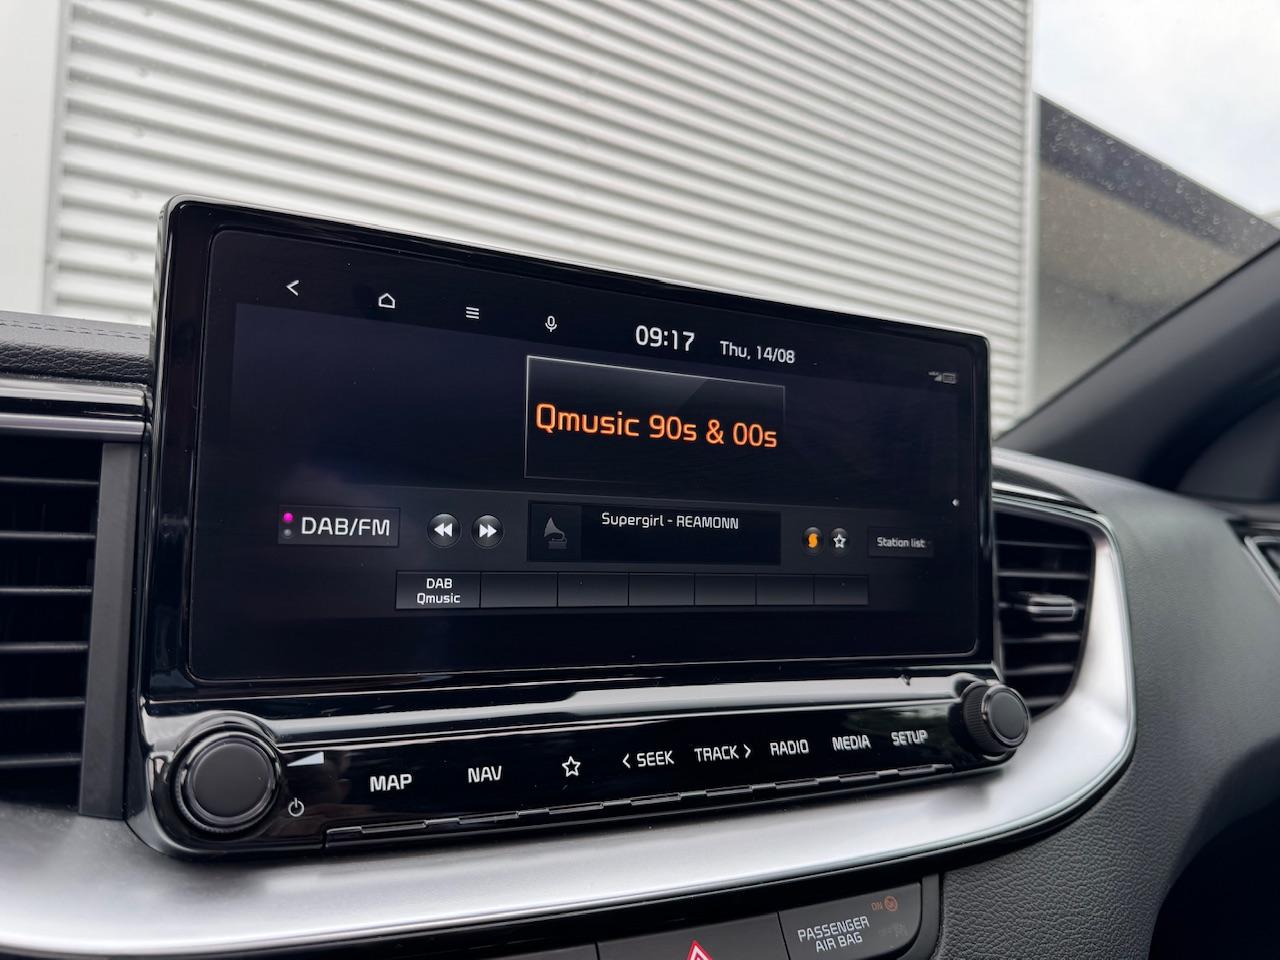 09:17 Thu, 14/08
Qmusic 90s & 00s
DAB/FM
Supergirl - REAMONN
Station list
DAB
Qmusic
MAP NAV < SEEK TRACK > RADIO MEDIA SETUP
ON
PASSENGER
AIR BAG